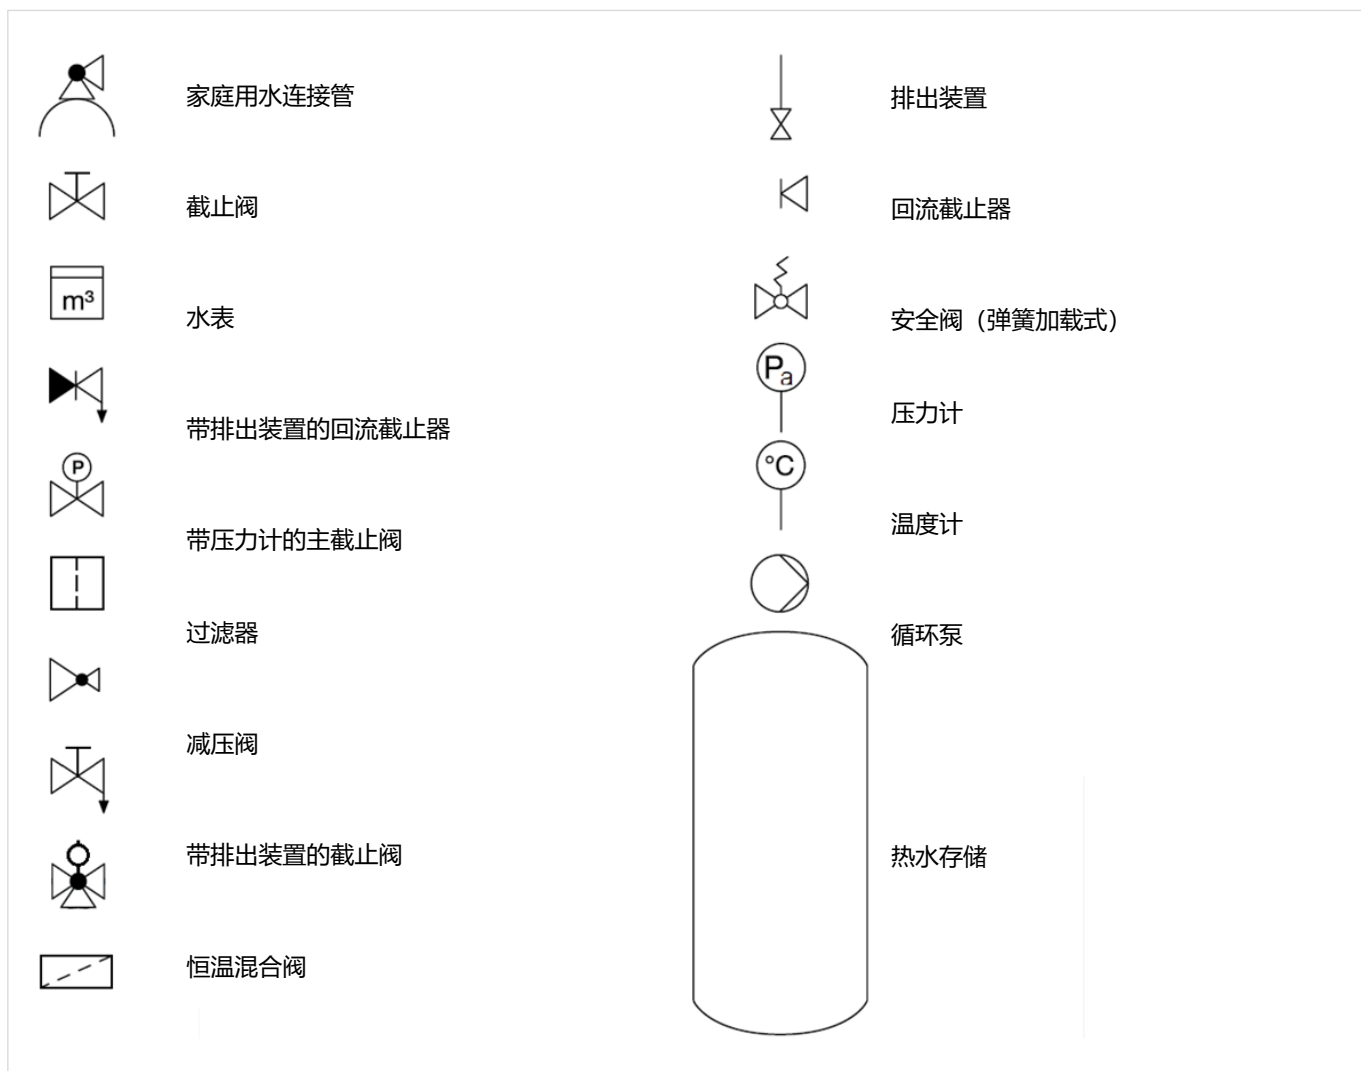 家庭用水连接管
截止阀
m³
水表
带排出装置的回流截止器
P
带压力计的主截止阀
过滤器
减压阀
带排出装置的截止阀
恒温混合阀
排出装置
回流截止器
安全阀（弹簧加载式）
Pa
压力计
°C
温度计
循环泵
热水存储